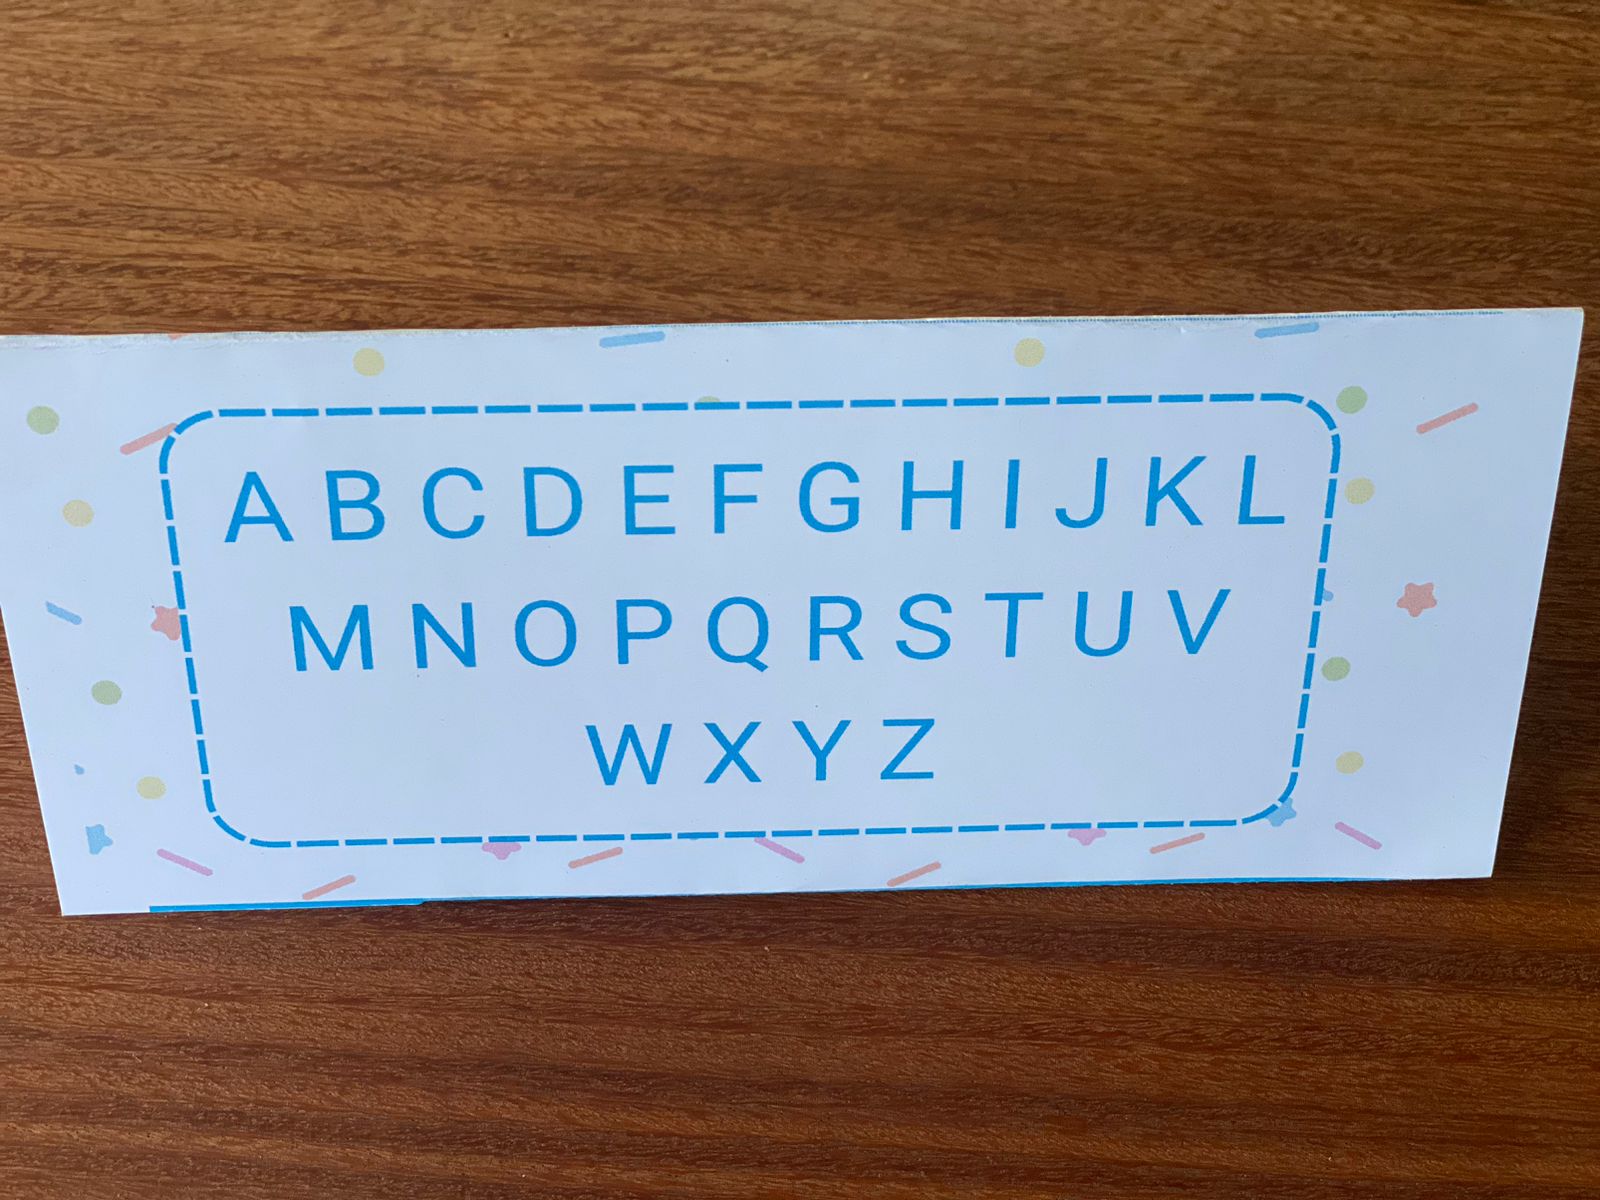 A B C D E F G H I J K L
M N O P Q R S T U V
W X Y Z